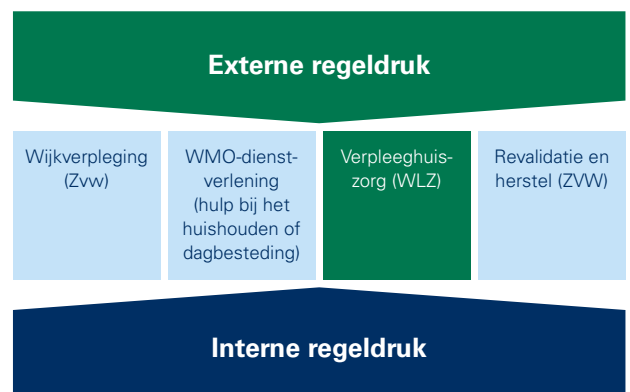 Externe regeldruk
Wijkverpleging
(Zvw)
WMO-dienst-
verlening
(hulp bij het
huishouden of
dagbesteding)
Verpleeghuis-
zorg (WLZ)
Revalidatie en
herstel (ZVW)
Interne regeldruk